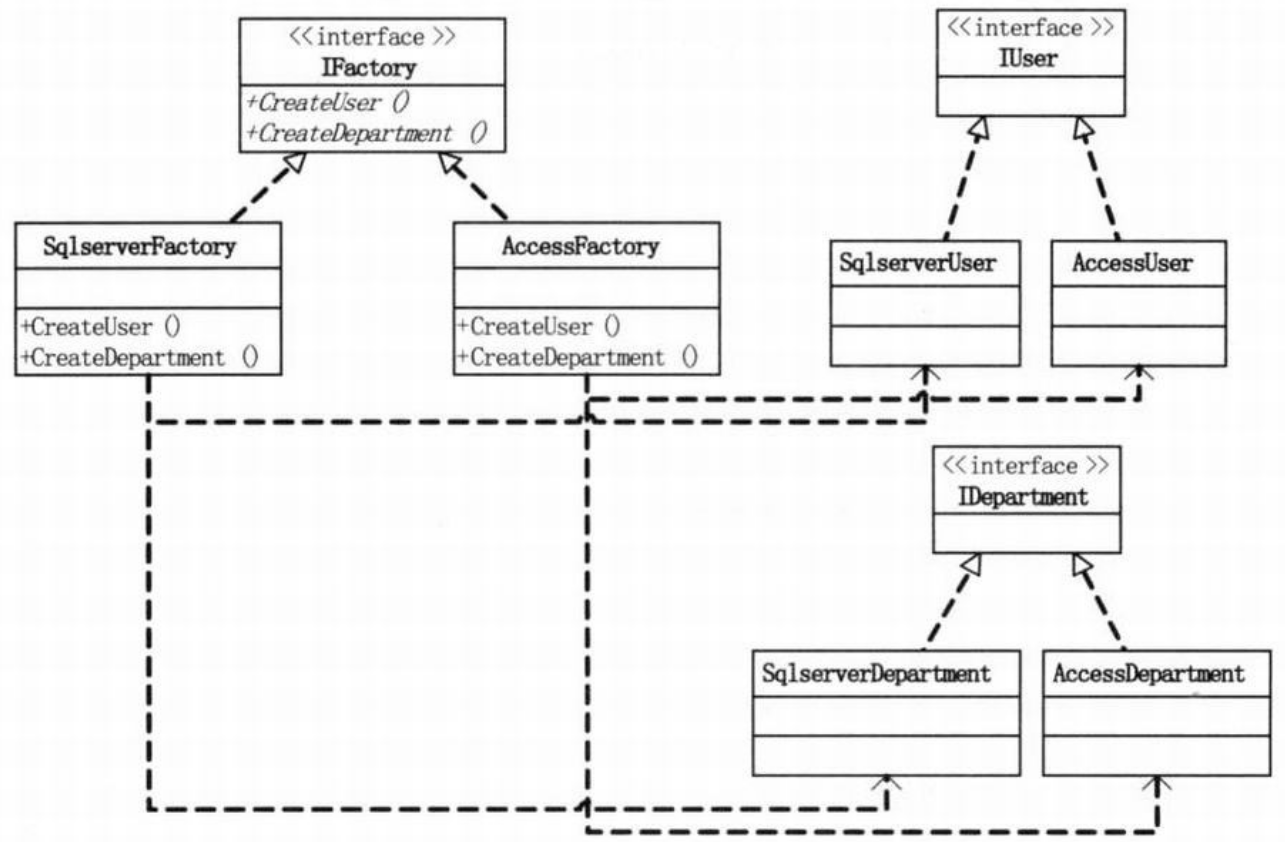 <<interface >>
IFactory
+CreateUser ()
+CreateDepartment ()
<<interface >>
IUser
SqlserverFactory
+CreateUser ()
+CreateDepartment ()
AccessFactory
+CreateUser ()
+CreateDepartment ()
SqlserverUser
AccessUser
<<interface >>
IDepartment
SqlserverDepartment
AccessDepartment